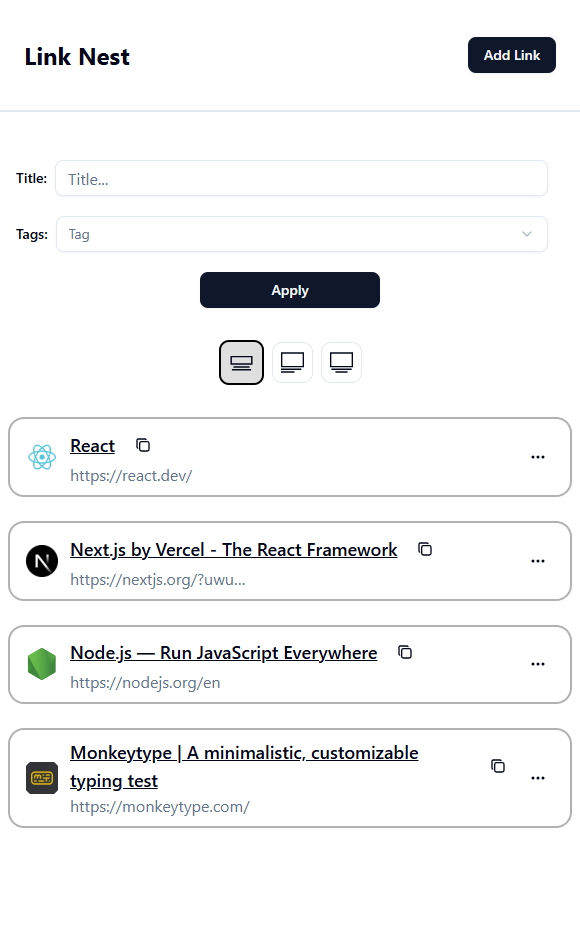 Link Nest
Add Link
Title:
Title...
Tags:
Tag
Apply
React
https://react.dev/
Next.js by Vercel - The React Framework
https://nextjs.org/?uwu...
Node.js — Run JavaScript Everywhere
https://nodejs.org/en
Monkeytype | A minimalistic, customizable
typing test
https://monkeytype.com/